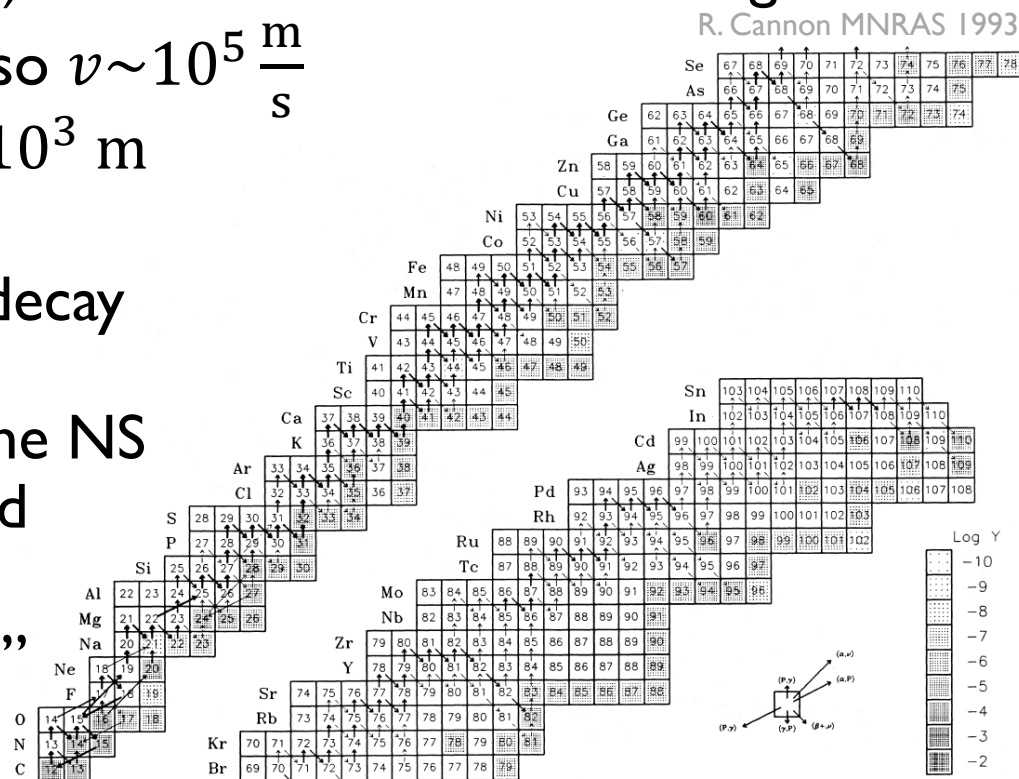 R. Cannon MNRAS 1993
so v~10⁵ m/s
10³ m
decay
he NS
d
”
Se 67 68 69 70 71 72 73 74 75 76 77 78
As 66 67 68 69 70 71 72 73 74 75
Ge 62 63 64 65 66 67 68 69 70 71 72 73 74
Ga 61 62 63 64 65 66 67 68 69
Zn 58 59 60 61 62 63 64 65 66 67 68
Cu 57 58 59 60 61 62 63 64 65
Ni 53 54 55 56 57 58 59 60 61 62
Co 52 53 54 55 56 57 58 59
Fe 48 49 50 51 52 53 54 55 56 57
Mn 47 48 49 50 51 52 53
Cr 44 45 46 47 48 49 50 51 52
V 43 44 45 46 47 48 49 50
Ti 41 42 43 44 45 46 47 48 49
Sc 40 41 42 43 44 45
Ca 37 38 39 40 41 42 43 44
K 36 37 38 39
Ar 33 34 35 36 37 38
Cl 32 33 34 35 36 37
S 28 29 30 31 32 33 34
P 27 28 29 30 31
Si 25 26 27 28 29 30
Al 22 23 24 25 26 27
Mg 21 22 23 24 25 26
Na 20 21 22 23
Ne 18 19 20
F 17 18 19
O 14 15 16 17 18
N 13 14 15
C 12 13
Sn 103 104 105 106 107 108 109 110
In 102 103 104 105 106 107 108 109 110
Cd 99 100 101 102 103 104 105 106 107 108 109 110
Ag 98 99 100 101 102 103 104 105 106 107 108 109
Pd 93 94 95 96 97 98 99 100 101 102 103 104 105 106 107 108
Rh 92 93 94 95 96 97 98 99 100 101 102 103
Ru 88 89 90 91 92 93 94 95 96 97 98 99 100 101 102
Tc 87 88 89 90 91 92 93 94 95 96 97
Mo 83 84 85 86 87 88 89 90 91 92 93 94 95 96
Nb 82 83 84 85 86 87 88 89 90 91
Zr 79 80 81 82 83 84 85 86 87 88 89 90
Y 78 79 80 81 82 83 84 85 86 87 88 89
Sr 74 75 76 77 78 79 80 81 82 83 84 85 86 87 88
Rb 73 74 75 76 77 78 79 80 81 82
Kr 70 71 72 73 74 75 76 77 78 79 80 81
Br 69 70 71 72 73 74 75 76 77 78 79
(α,ν)
(P,γ) (α,P)
(P,γ) (γ,P) (β+,ν)
Log Y
-10
-9
-8
-7
-6
-5
-4
-3
-2